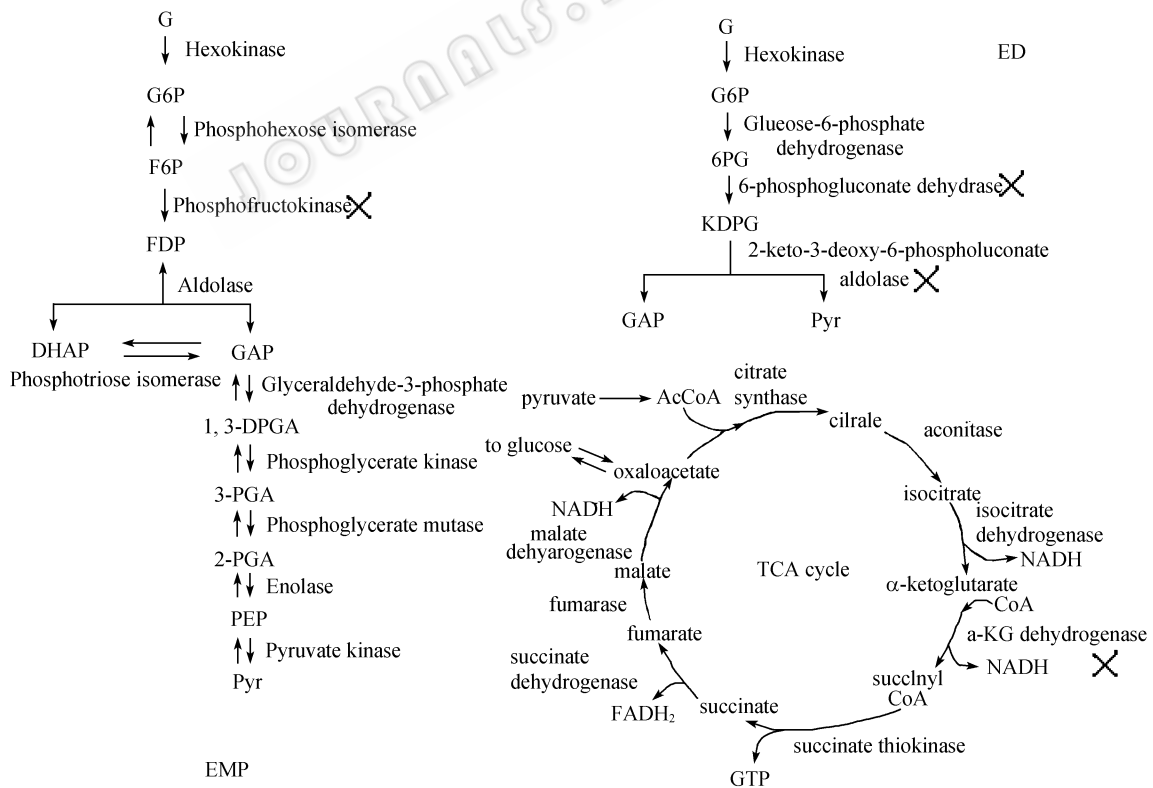 JOURNALS.
G
Hexokinase
G6P
Phosphohexose isomerase
F6P
Phosphofructokinase
FDP
Aldolase
DHAP
GAP
Phosphotriose isomerase
Glyceraldehyde-3-phosphate
dehydrogenase
1, 3-DPGA
Phosphoglycerate kinase
3-PGA
Phosphoglycerate mutase
2-PGA
Enolase
PEP
Pyruvate kinase
Pyr
EMP
G
Hexokinase
ED
G6P
Glueose-6-phosphate
dehydrogenase
6PG
6-phosphogluconate dehydrase
KDPG
2-keto-3-deoxy-6-phospholuconate
aldolase
GAP
Pyr
pyruvate
AcCoA
citrate
synthase
cilrale
aconitase
to glucose
oxaloacetate
isocitrate
isocitrate
dehydrogenase
NADH
NADH
malate
dehyarogenase
malate
TCA cycle
α-ketoglutarate
CoA
fumarase
fumarate
a-KG dehydrogenase
NADH
succinate
dehydrogenase
succlnyl
CoA
FADH₂
succinate
succinate thiokinase
GTP